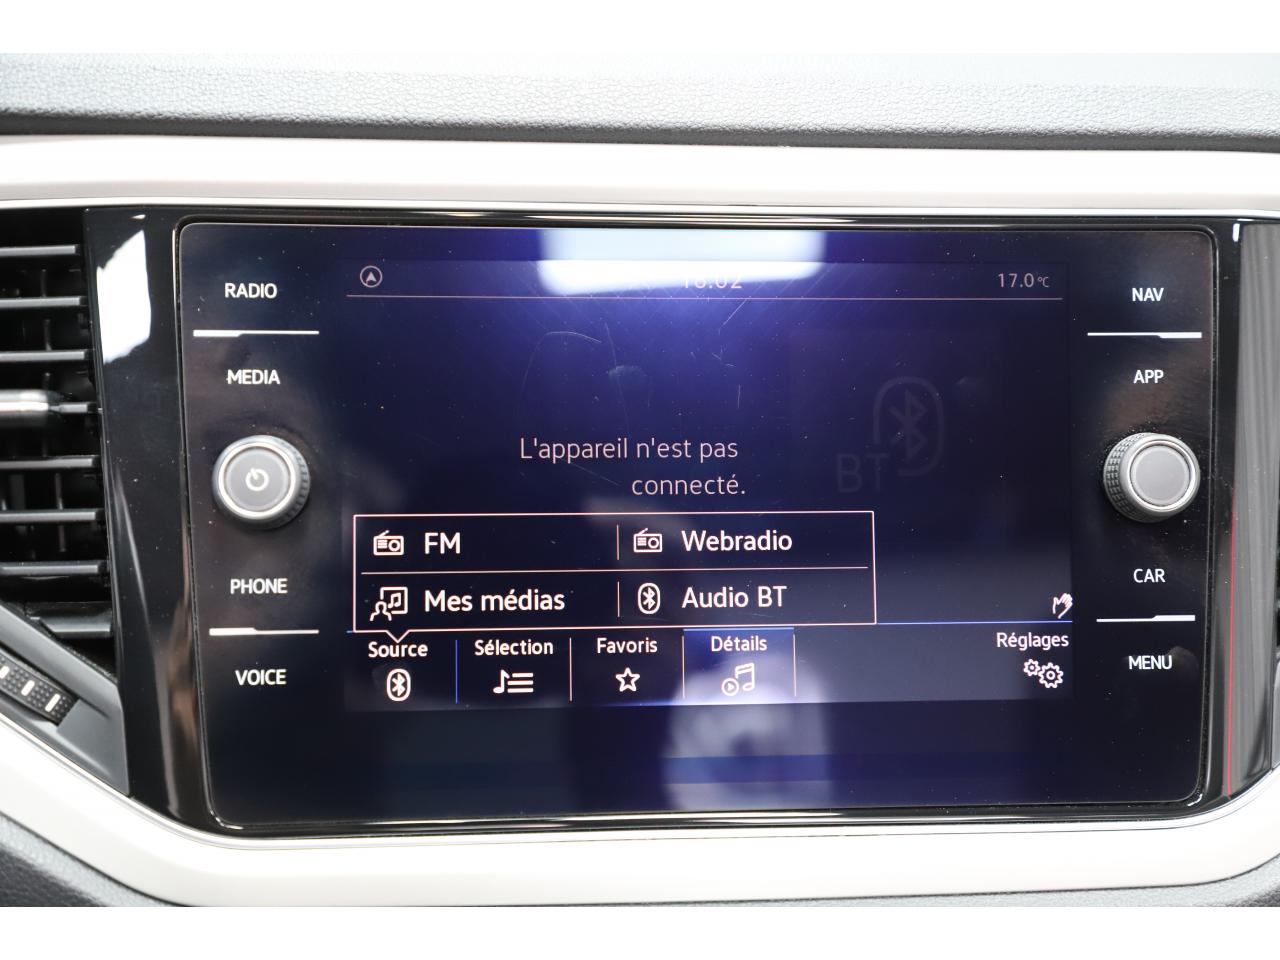 RADIO
MEDIA
PHONE
VOICE
17.0°C
L'appareil n'est pas
connecté.
BT
FM
Webradio
Mes médias
Audio BT
Source
Sélection
Favoris
Détails
Réglages
NAV
APP
CAR
MENU